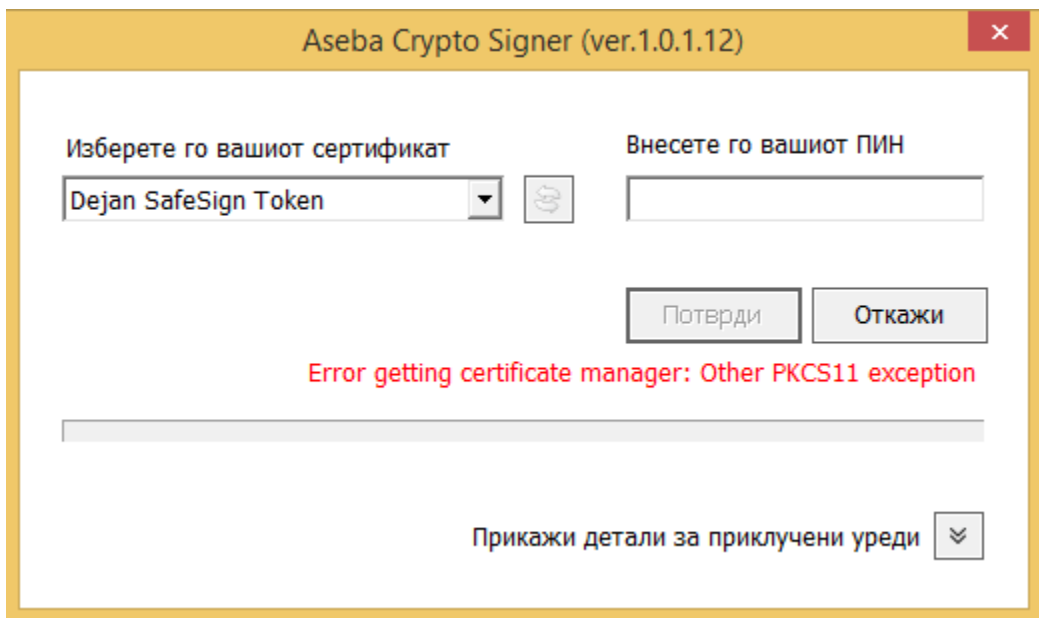 Aseba Crypto Signer (ver.1.0.1.12)
Изберете го вашиот сертификат
Внесете го вашиот ПИН
Dejan SafeSign Token
Потврди
Откажи
Error getting certificate manager: Other PKCS11 exception
Прикажи детали за приклучени уреди